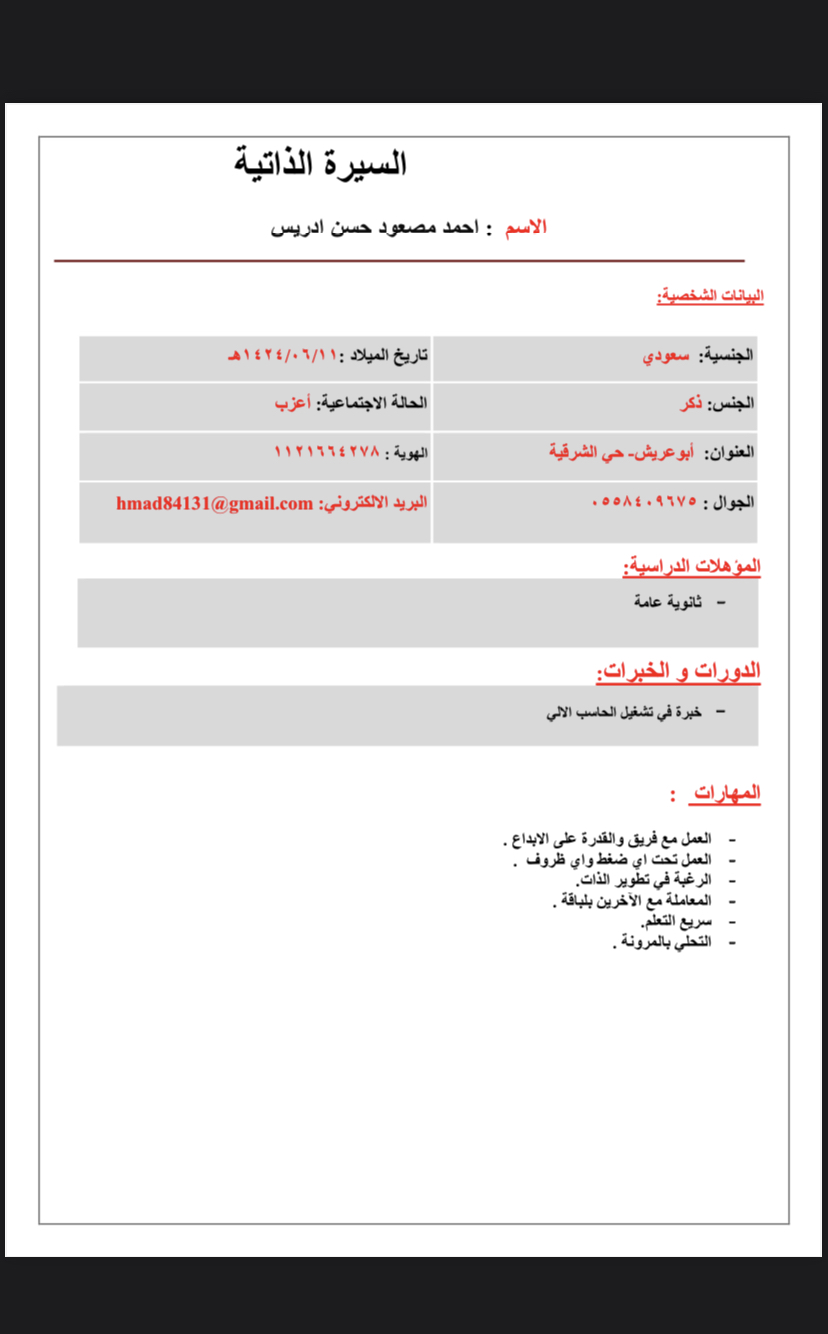 السيرة الذاتية
الاسم : احمد مصعود حسن ادريس
البيانات الشخصية:
الجنسية: سعودي
تاريخ الميلاد :١٤٢٤/٠٦/١١هـ
الجنس: ذكر
الحالة الاجتماعية: أعزب
العنوان: أبوعريش- حي الشرقية
الهوية : ١١٢١٦٦٤٢٧٨
الجوال : ٠٥٥٨٤٠٩٦٧٥
البريد الالكتروني: hmad84131@gmail.com
المؤهلات الدراسية:
- ثانوية عامة
الدورات و الخبرات:
- خبرة في تشغيل الحاسب الالي
المهارات :
- العمل مع فريق والقدرة على الابداع .
- العمل تحت اي ضغط واي ظروف .
- الرغبة في تطوير الذات.
- المعاملة مع الآخرين بلباقة .
- سريع التعلم.
- التحلي بالمرونة .